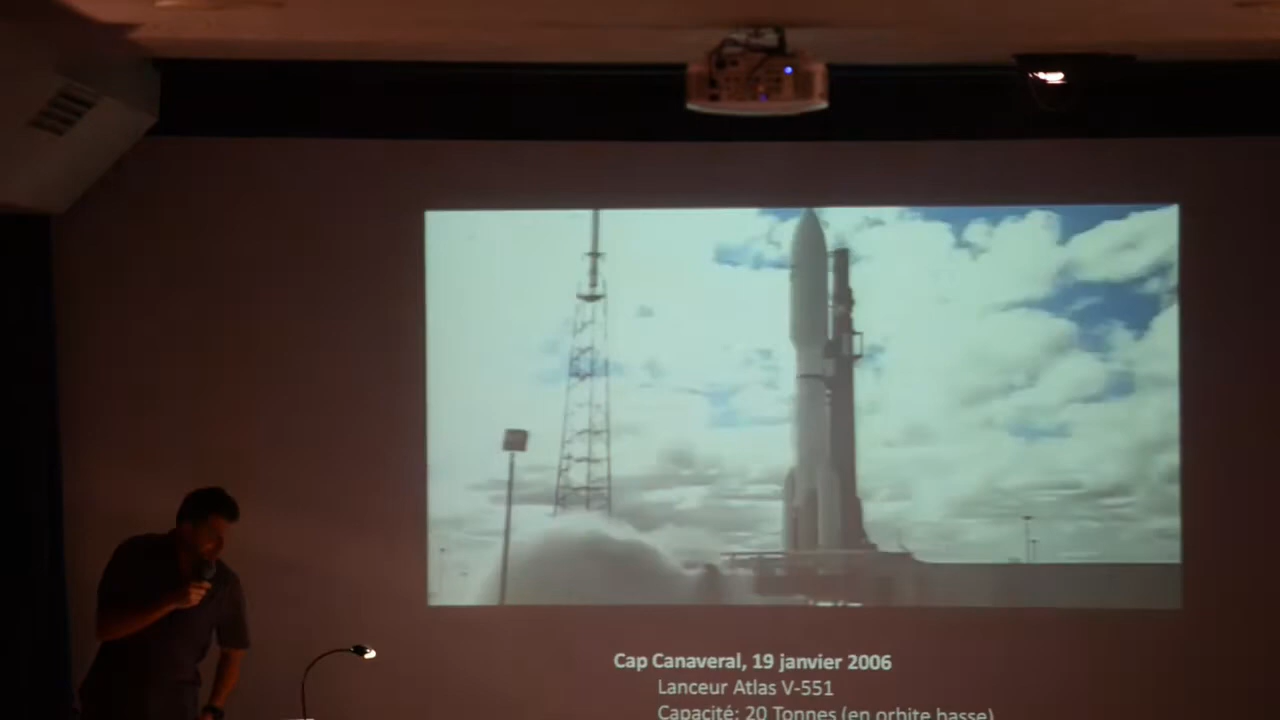 Cap Canaveral, 19 janvier 2006
Lanceur Atlas V-551
Capacité: 20 Tonnes (en orbite basse)